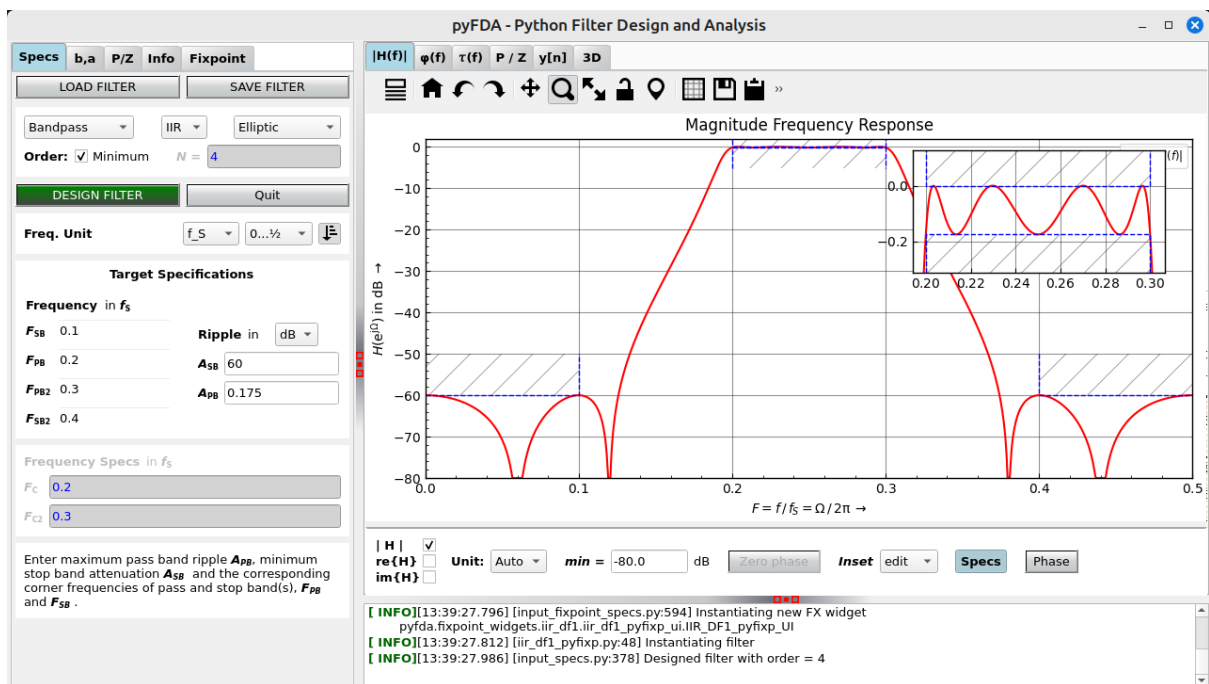 pyFDA - Python Filter Design and Analysis
Specs b,a P/Z Info Fixpoint
LOAD FILTER SAVE FILTER
Bandpass IIR Elliptic
Order: Minimum N = 4
DESIGN FILTER Quit
Freq. Unit f_S 0...½
Target Specifications
Frequency in fS
FSB 0.1
Ripple in dB
FPB 0.2
ASB 60
FPB2 0.3
APB 0.175
FSB2 0.4
Frequency Specs in fS
FC 0.2
FC2 0.3
Enter maximum pass band ripple APB, minimum
stop band attenuation ASB and the corresponding
corner frequencies of pass and stop band(s), FPB
and FSB .
|H(f)| φ(f) τ(f) P / Z y[n] 3D
»
Magnitude Frequency Response
0
−10
−20
−30
−40
−50
−60
−70
−80
H(e^jΩ) in dB →
0.0 0.1 0.2 0.3 0.4 0.5
F = f / fS = Ω / 2π →
(f)|
0.0
−0.2
0.20 0.22 0.24 0.26 0.28 0.30
| H |
re{H}
im{H}
Unit: Auto min = -80.0 dB Zero phase Inset edit Specs Phase
[ INFO][13:39:27.796] [input_fixpoint_specs.py:594] Instantiating new FX widget
pyfda.fixpoint_widgets.iir_df1.iir_df1_pyfixp_ui.IIR_DF1_pyfixp_UI
[ INFO][13:39:27.812] [iir_df1_pyfixp.py:48] Instantiating filter
[ INFO][13:39:27.986] [input_specs.py:378] Designed filter with order = 4